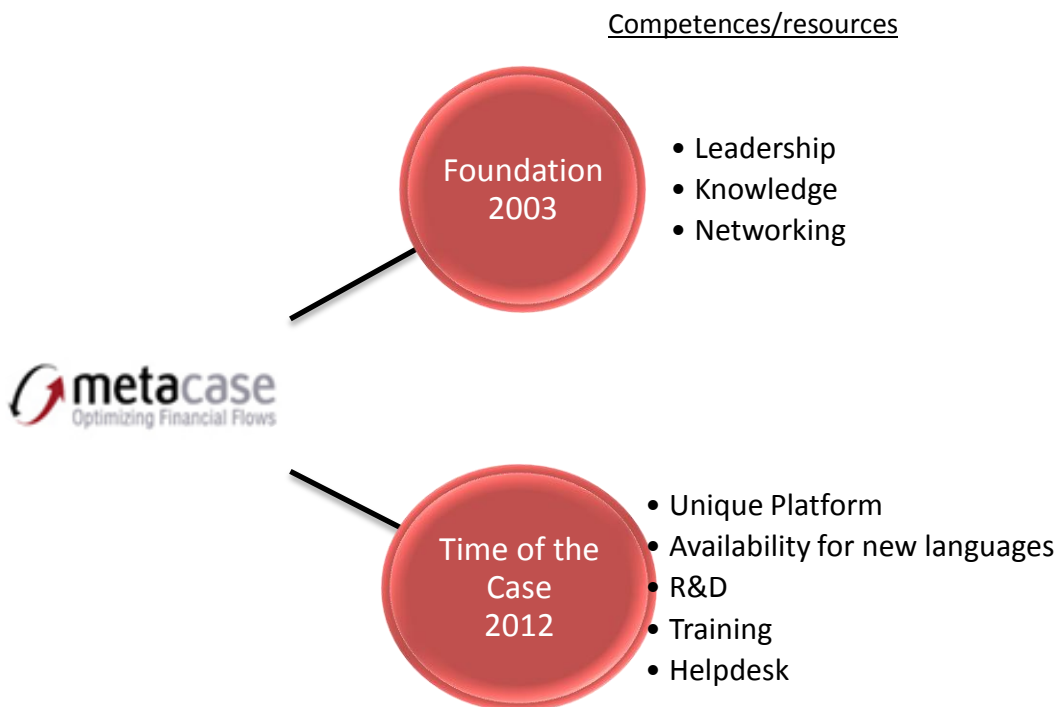 Competences/resources
Foundation
2003
• Leadership
• Knowledge
• Networking
metacase
Optimizing Financial Flows
Time of the
Case
2012
• Unique Platform
• Availability for new languages
• R&D
• Training
• Helpdesk